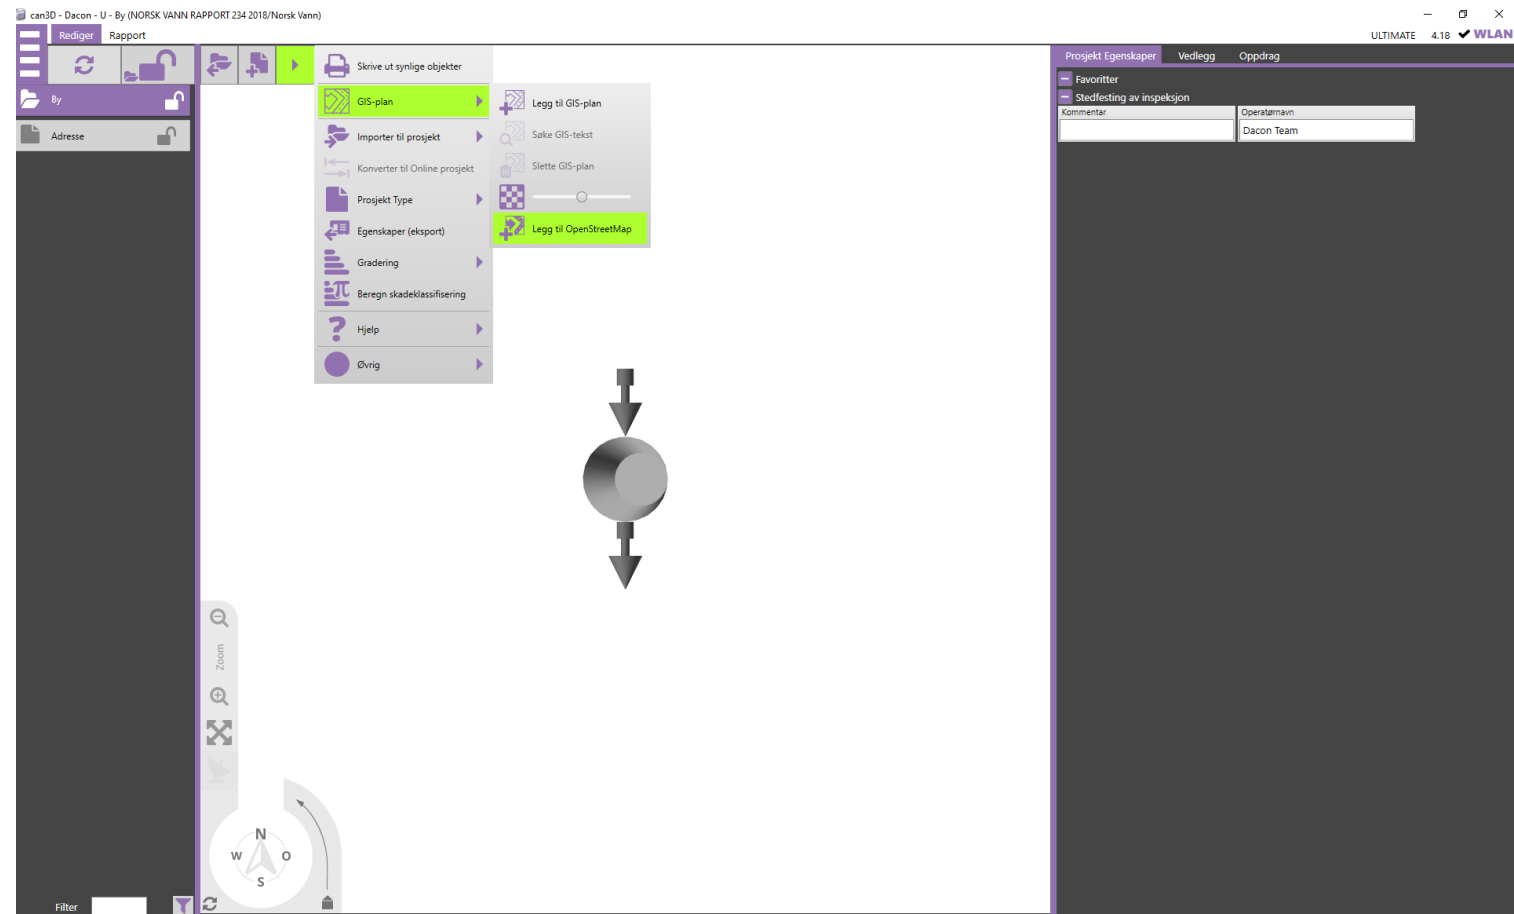 can3D - Dacon - U - By (NORSK VANN RAPPORT 234 2018/Norsk Vann)
Rediger Rapport
ULTIMATE 4.18 WLAN
By
Adresse
Filter
Skrive ut synlige objekter
GIS-plan
Importer til prosjekt
Konverter til Online prosjekt
Prosjekt Type
Egenskaper (eksport)
Gradering
Beregn skadeklassifisering
Hjelp
Øvrig
Legg til GIS-plan
Søke GIS-tekst
Slette GIS-plan
Legg til OpenStreetMap
Zoom
N
W O
S
Prosjekt Egenskaper Vedlegg Oppdrag
Favoritter
Stedfesting av inspeksjon
Kommentar Operatørnavn
Dacon Team